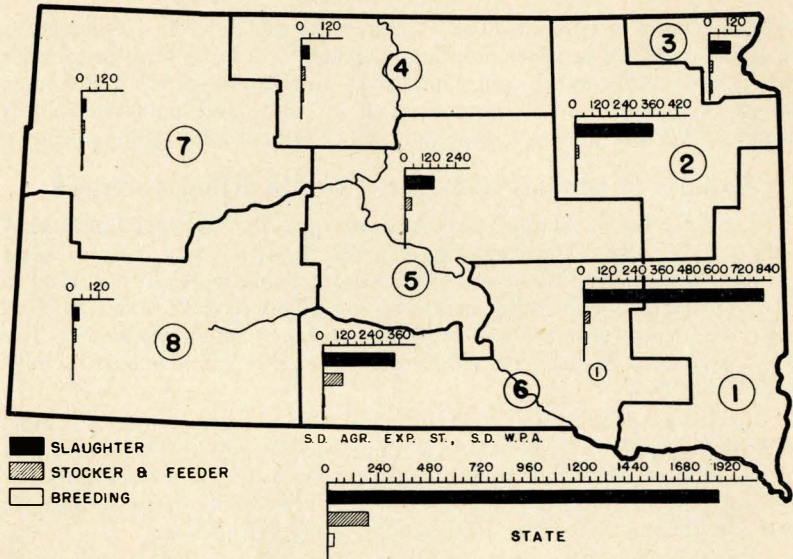 0 120
4
3
0 120
0 120
7
0 120 240 360 420
2
0 120 240
5
0 120 240 360 480 600 720 840
1
1
0 120
8
0 120 240 360
6
S.D. AGR. EXP. ST., S.D. W.P.A.
SLAUGHTER
STOCKER & FEEDER
BREEDING
0 240 480 720 960 1200 1440 1680 1920
STATE